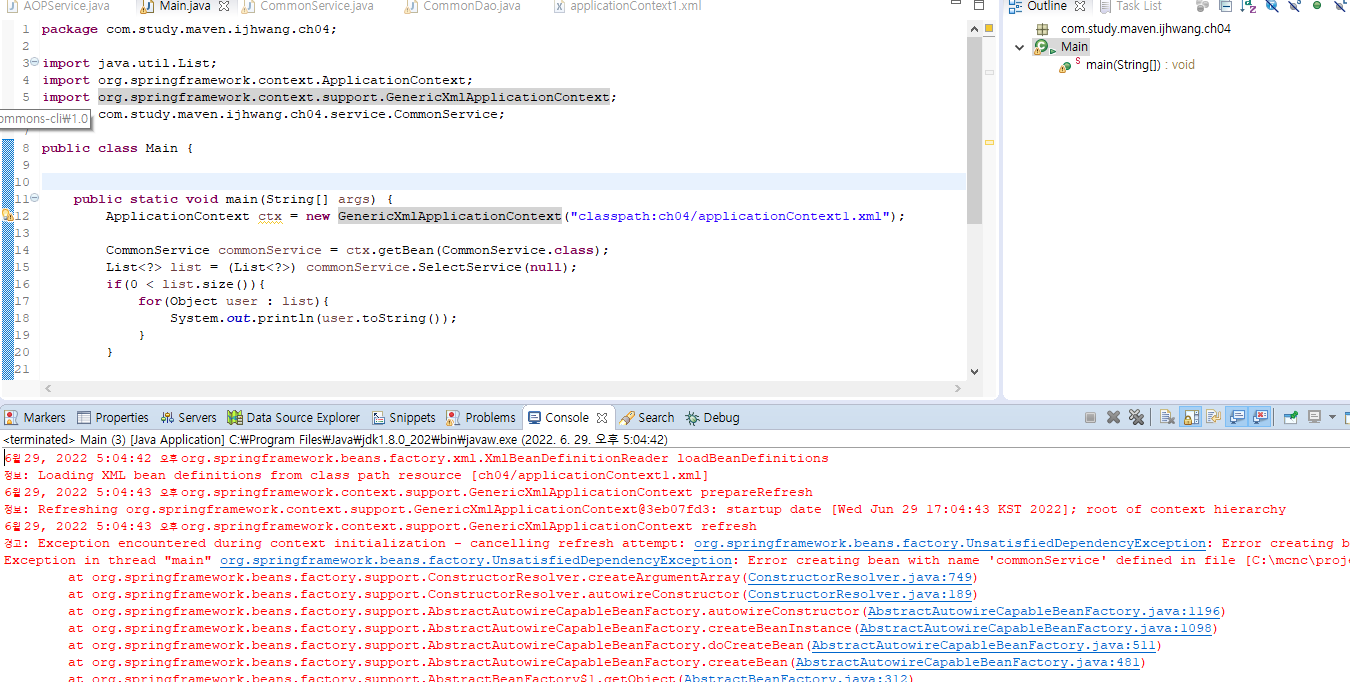 AOPService.java Main.java CommonService.java CommonDao.java applicationContext1.xml
1 package com.study.maven.ijhwang.ch04;
2
3 import java.util.List;
4 import org.springframework.context.ApplicationContext;
5 import org.springframework.context.support.GenericXmlApplicationContext;
ommons-cli₩1.0
com.study.maven.ijhwang.ch04.service.CommonService;
8 public class Main {
9
10
11 public static void main(String[] args) {
12 ApplicationContext ctx = new GenericXmlApplicationContext("classpath:ch04/applicationContext1.xml");
13
14 CommonService commonService = ctx.getBean(CommonService.class);
15 List<?> list = (List<?>) commonService.SelectService(null);
16 if(0 < list.size()){
17 for(Object user : list){
18 System.out.println(user.toString());
19 }
20 }
21
Outline Task List
com.study.maven.ijhwang.ch04
Main
main(String[]) : void
Markers Properties Servers Data Source Explorer Snippets Problems Console Search Debug
<terminated> Main (3) [Java Application] C:₩Program Files₩Java₩jdk1.8.0_202₩bin₩javaw.exe (2022. 6. 29. 오후 5:04:42)
6월 29, 2022 5:04:42 오후 org.springframework.beans.factory.xml.XmlBeanDefinitionReader loadBeanDefinitions
정보: Loading XML bean definitions from class path resource [ch04/applicationContext1.xml]
6월 29, 2022 5:04:43 오후 org.springframework.context.support.GenericXmlApplicationContext prepareRefresh
정보: Refreshing org.springframework.context.support.GenericXmlApplicationContext@3eb07fd3: startup date [Wed Jun 29 17:04:43 KST 2022]; root of context hierarchy
6월 29, 2022 5:04:43 오후 org.springframework.context.support.GenericXmlApplicationContext refresh
경고: Exception encountered during context initialization - cancelling refresh attempt: org.springframework.beans.factory.UnsatisfiedDependencyException: Error creating b
Exception in thread "main" org.springframework.beans.factory.UnsatisfiedDependencyException: Error creating bean with name 'commonService' defined in file [C:\mcnc\proje
at org.springframework.beans.factory.support.ConstructorResolver.createArgumentArray(ConstructorResolver.java:749)
at org.springframework.beans.factory.support.ConstructorResolver.autowireConstructor(ConstructorResolver.java:189)
at org.springframework.beans.factory.support.AbstractAutowireCapableBeanFactory.autowireConstructor(AbstractAutowireCapableBeanFactory.java:1196)
at org.springframework.beans.factory.support.AbstractAutowireCapableBeanFactory.createBeanInstance(AbstractAutowireCapableBeanFactory.java:1098)
at org.springframework.beans.factory.support.AbstractAutowireCapableBeanFactory.doCreateBean(AbstractAutowireCapableBeanFactory.java:511)
at org.springframework.beans.factory.support.AbstractAutowireCapableBeanFactory.createBean(AbstractAutowireCapableBeanFactory.java:481)
at org.springframework.beans.factory.support.AbstractBeanFactory$1.getObject(AbstractBeanFactory.java:312)